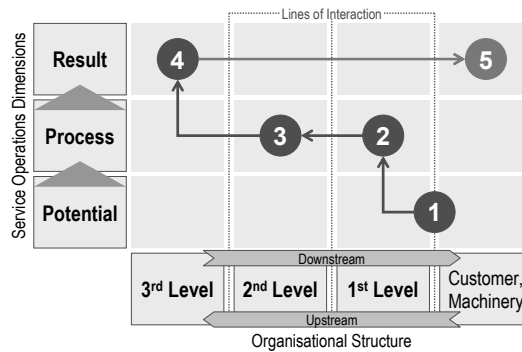 Lines of Interaction
Service Operations Dimensions
Result
4
5
Process
3
2
Potential
1
Downstream
3rd Level
2nd Level
1st Level
Customer,
Machinery
Upstream
Organisational Structure